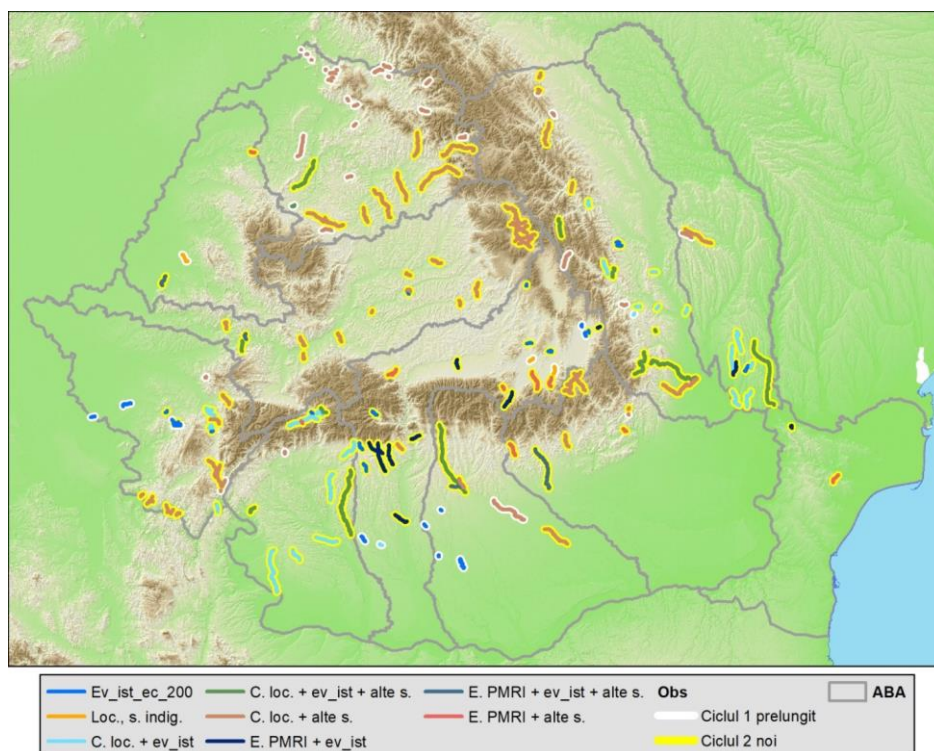 Ev_ist_ec_200 C. loc. + ev_ist + alte s. E. PMRI + ev_ist + alte s. Obs ABA
Loc., s. indig. C. loc. + alte s. E. PMRI + alte s. Ciclul 1 prelungit
C. loc. + ev_ist E. PMRI + ev_ist Ciclul 2 noi